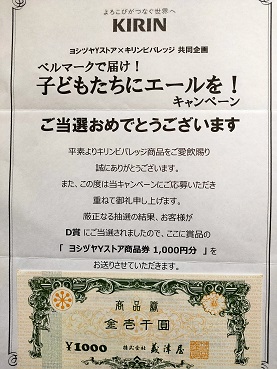 よろこびがつなぐ世界へ
KIRIN
ヨシヅヤYストア×キリンビバレッジ 共同企画
ベルマークで届け！
子どもたちにエールを！
キャンペーン
ご当選おめでとうございます
平素よりキリンビバレッジ商品をご愛飲賜り
誠にありがとうございます。
また、この度は当キャンペーンにご応募いただき
重ねて御礼申し上げます。
厳正なる抽選の結果、お客様が
D賞 にご当選されましたので、ここに賞品の
「 ヨシヅヤYストア商品券 1,000円分 」を
お送りさせていただきます。
商品券
金壱千圓
¥1000 株式会社 義津屋